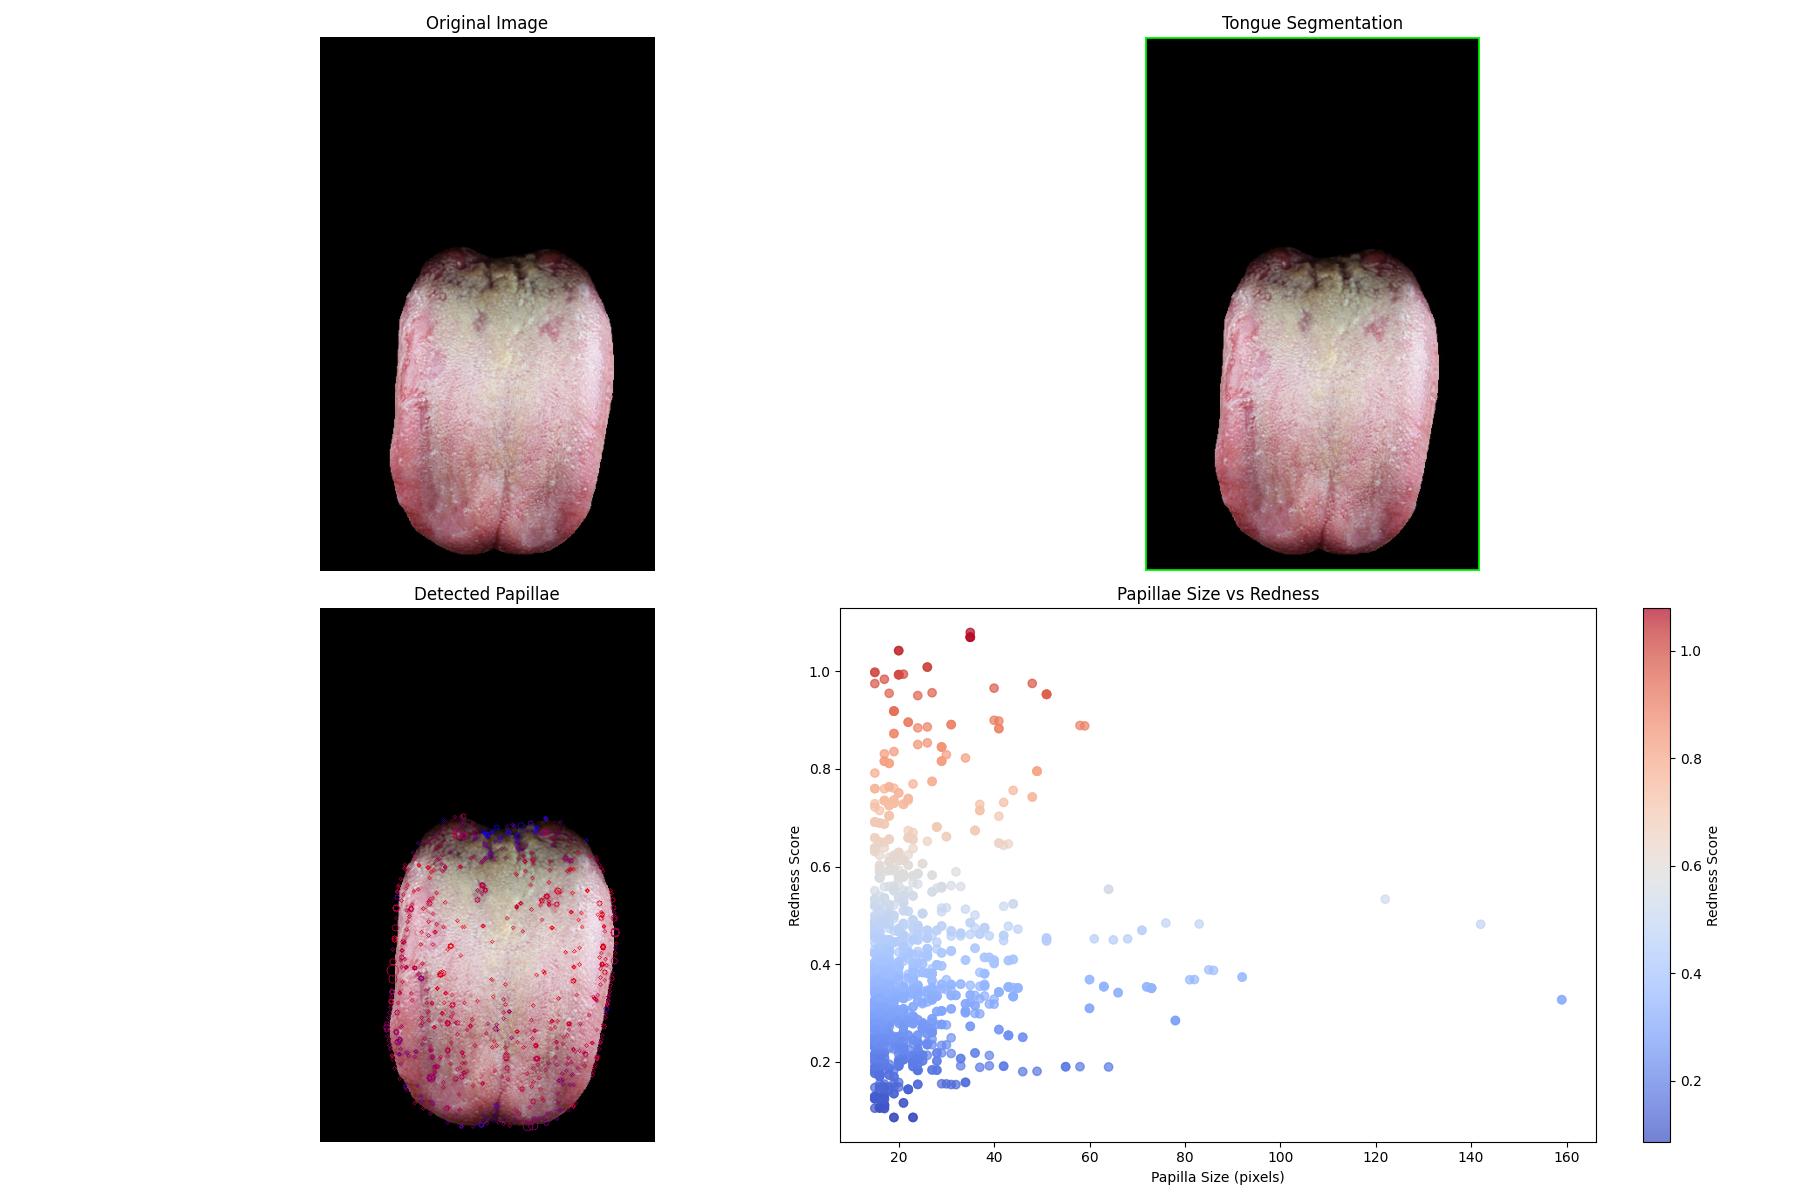 Original Image
Tongue Segmentation
Detected Papillae
Papillae Size vs Redness
Redness Score
1.0
0.8
0.6
0.4
0.2
20
40
60
80
100
120
140
160
Papilla Size (pixels)
1.0
0.8
0.6
0.4
0.2
Redness Score